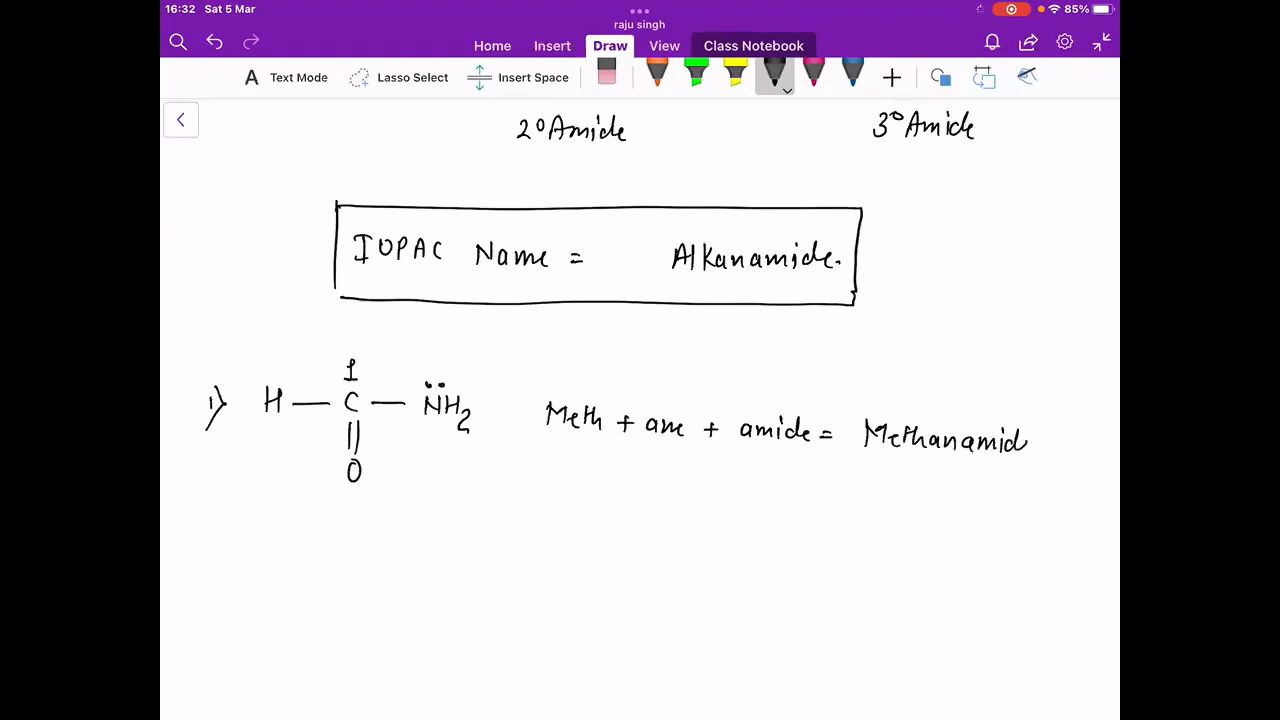 16:32 Sat 5 Mar
85%
raju singh
Home Insert Draw View Class Notebook
A Text Mode Lasso Select Insert Space
2° Amide 3° Amide
IUPAC Name = Alkanamide.
1
1) H — C — N̈H2 Meth + ane + amide = Methanamid
||
O